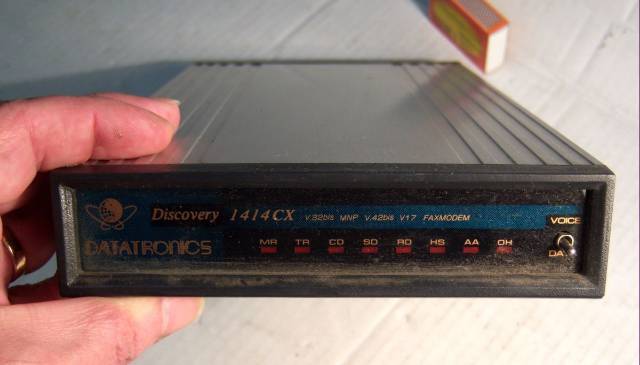 Discovery 1414CX V.32bis MNP V.42bis V17 FAXMODEM
VOICE
DATATRONICS
MR TR CD SD RD HS AA OH
DA